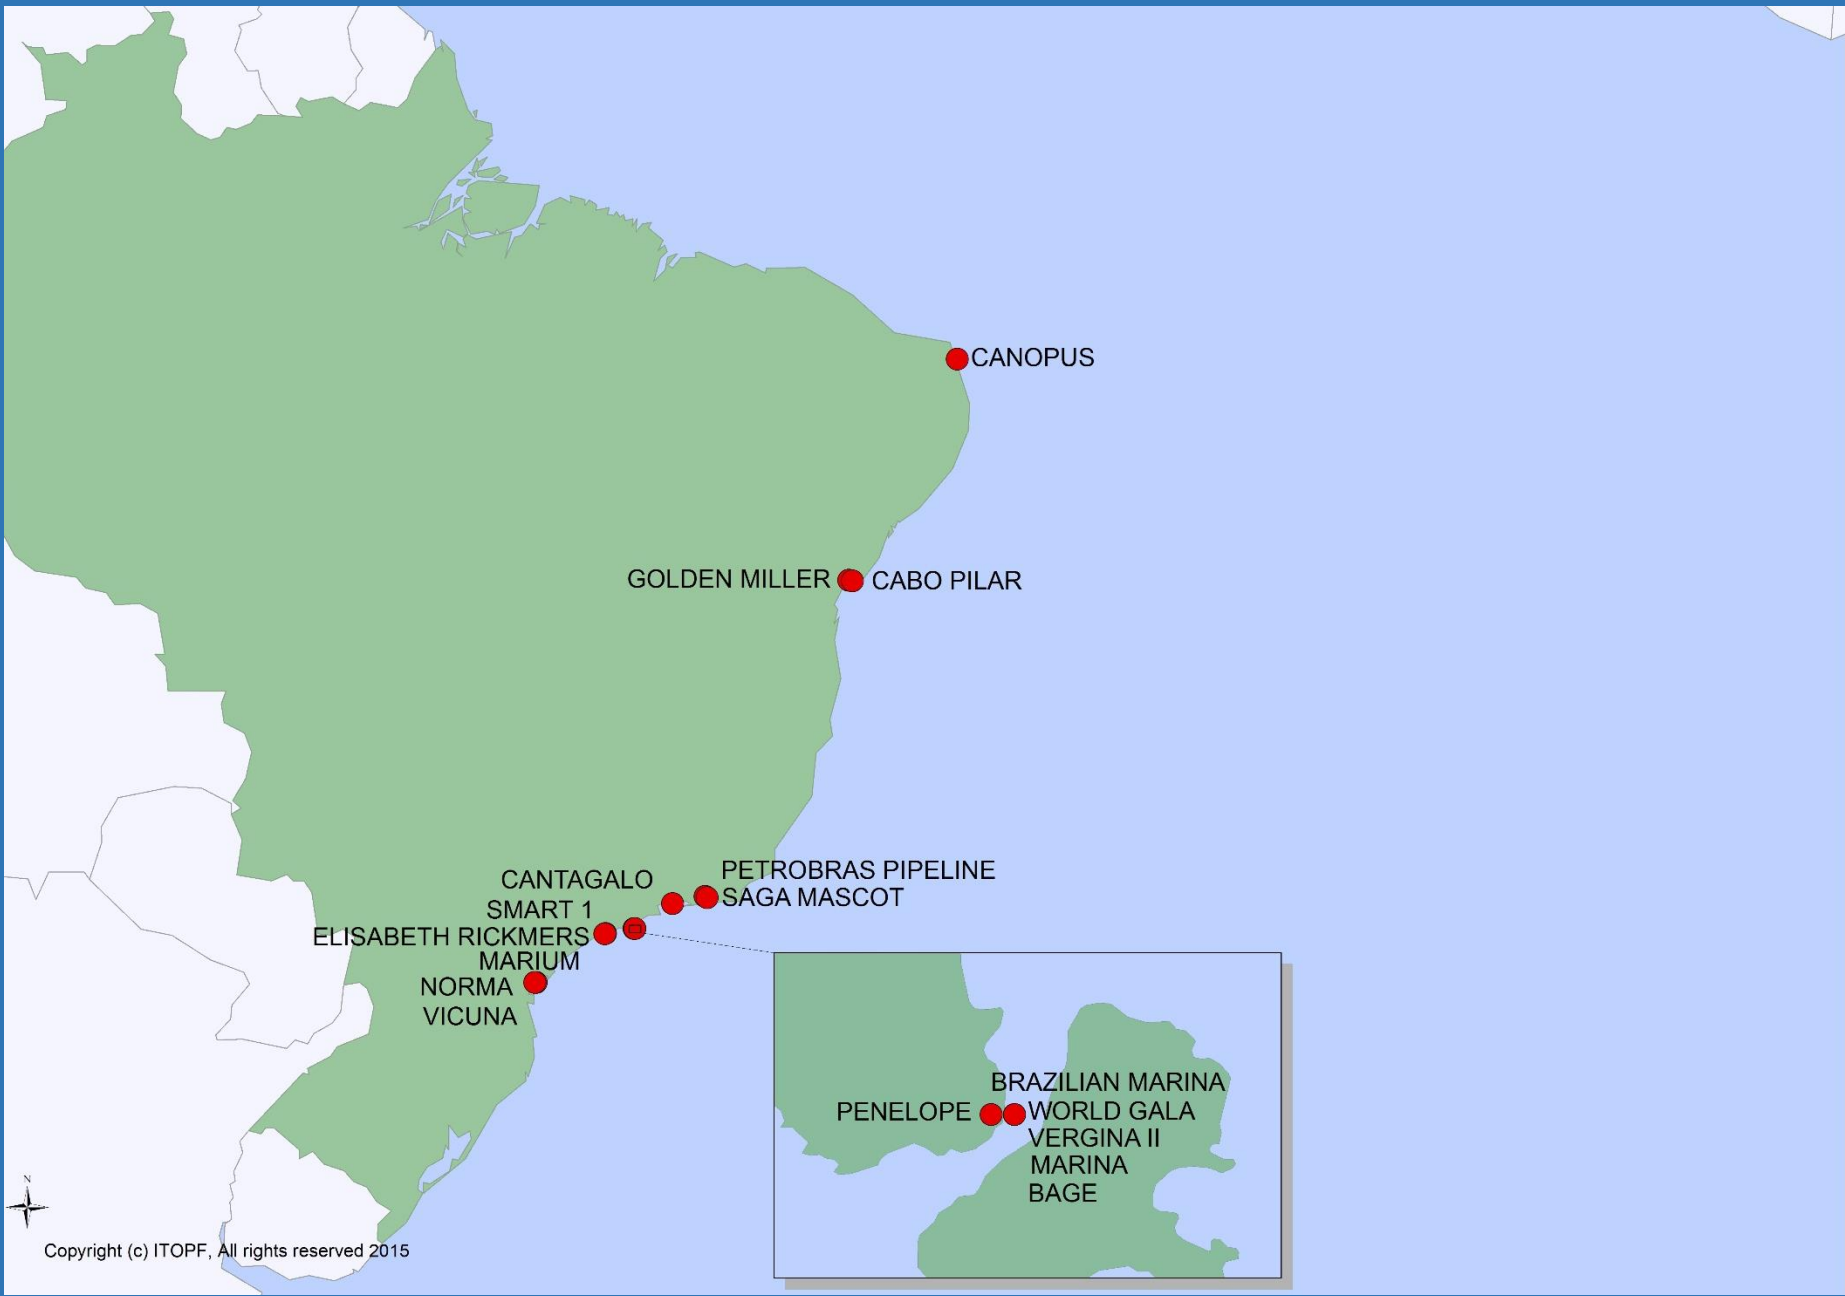 CANOPUS
GOLDEN MILLER
CABO PILAR
PETROBRAS PIPELINE
CANTAGALO
SAGA MASCOT
SMART 1
ELISABETH RICKMERS
MARIUM
NORMA
VICUNA
BRAZILIAN MARINA
PENELOPE
WORLD GALA
VERGINA II
MARINA
BAGE
N
Copyright (c) ITOPF, All rights reserved 2015